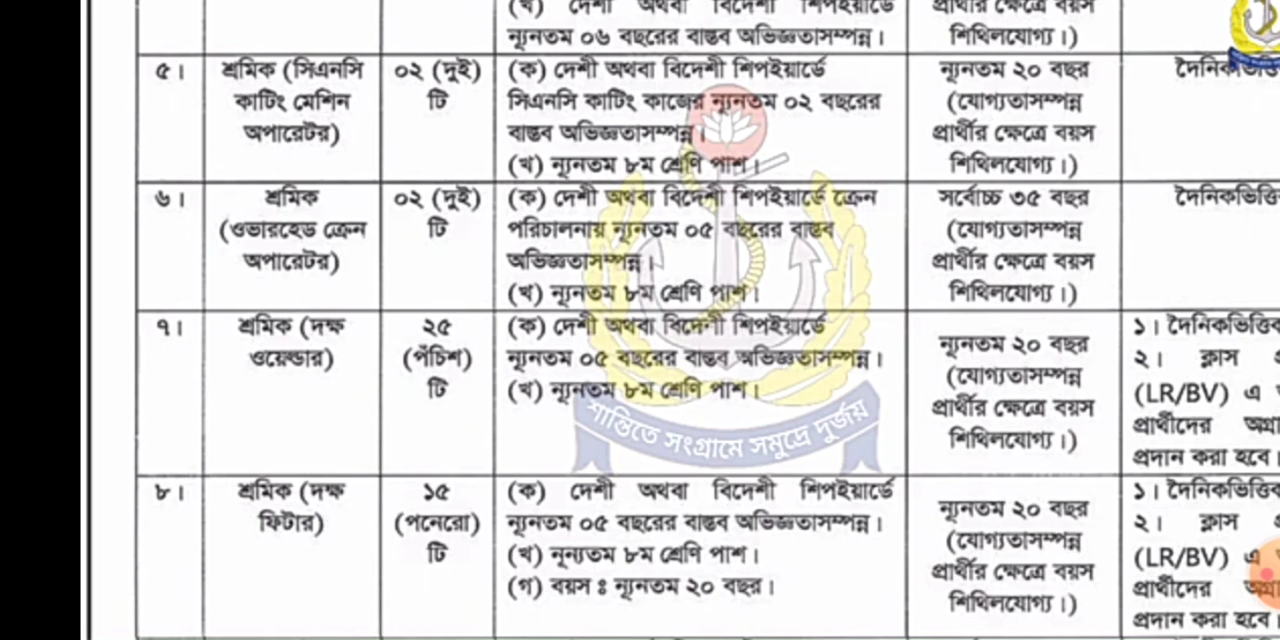 (খ) দেশী অথবা বিদেশী শিপইয়ার্ডে
ন্যূনতম ০৬ বছরের বাস্তব অভিজ্ঞতাসম্পন্ন।
প্রার্থীর ক্ষেত্রে বয়স
শিথিলযোগ্য।)
৫।
শ্রমিক (সিএনসি
কাটিং মেশিন
অপারেটর)
০২ (দুই)
টি
(ক) দেশী অথবা বিদেশী শিপইয়ার্ডে
সিএনসি কাটিং কাজের ন্যূনতম ০২ বছরের
বাস্তব অভিজ্ঞতাসম্পন্ন।
(খ) ন্যূনতম ৮ম শ্রেণি পাশ।
ন্যূনতম ২০ বছর
(যোগ্যতাসম্পন্ন
প্রার্থীর ক্ষেত্রে বয়স
শিথিলযোগ্য।)
৬।
শ্রমিক
(ওভারহেড ক্রেন
অপারেটর)
০২ (দুই)
টি
(ক) দেশী অথবা বিদেশী শিপইয়ার্ডে ক্রেন
পরিচালনায় ন্যূনতম ০৫ বছরের বাস্তব
অভিজ্ঞতাসম্পন্ন।
(খ) ন্যূনতম ৮ম শ্রেণি পাশ।
সর্বোচ্চ ৩৫ বছর
(যোগ্যতাসম্পন্ন
প্রার্থীর ক্ষেত্রে বয়স
শিথিলযোগ্য।)
দৈনিকভিত্তি
৭।
শ্রমিক (দক্ষ
ওয়েল্ডার)
২৫
(পঁচিশ)
টি
(ক) দেশী অথবা বিদেশী শিপইয়ার্ডে
ন্যূনতম ০৫ বছরের বাস্তব অভিজ্ঞতাসম্পন্ন।
(খ) ন্যূনতম ৮ম শ্রেণি পাশ।
ন্যূনতম ২০ বছর
(যোগ্যতাসম্পন্ন
প্রার্থীর ক্ষেত্রে বয়স
শিথিলযোগ্য।)
১। দৈনিকভিত্তিক
২। ক্লাস
(LR/BV) এ
প্রার্থীদের
প্রদান করা হবে।
শান্তিতে সংগ্রামে সমুদ্রে দুর্জয়
৮।
শ্রমিক (দক্ষ
ফিটার)
১৫
(পনেরো)
টি
(ক) দেশী অথবা বিদেশী শিপইয়ার্ডে
ন্যূনতম ০৫ বছরের বাস্তব অভিজ্ঞতাসম্পন্ন।
(খ) নূন্যতম ৮ম শ্রেণি পাশ।
(গ) বয়স ঃ ন্যূনতম ২০ বছর।
ন্যূনতম ২০ বছর
(যোগ্যতাসম্পন্ন
প্রার্থীর ক্ষেত্রে বয়স
শিথিলযোগ্য।)
১। দৈনিকভিত্তিক
২। ক্লাস
(LR/BV) এ
প্রার্থীদের
প্রদান করা হবে।